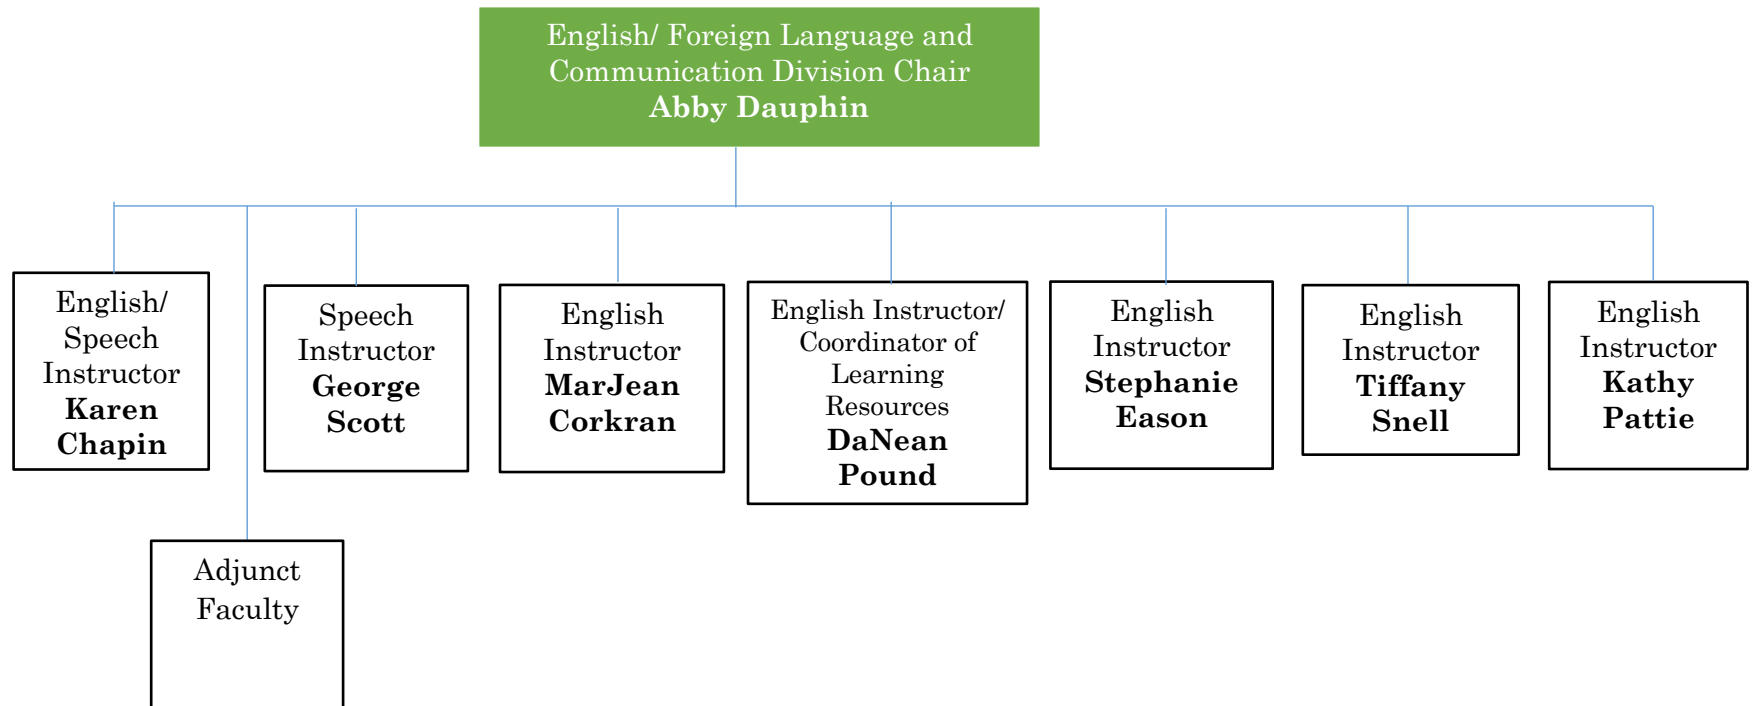 English/ Foreign Language and
Communication Division Chair
Abby Dauphin
English/
Speech
Instructor
Karen
Chapin
Speech
Instructor
George
Scott
English
Instructor
MarJean
Corkran
English Instructor/
Coordinator of
Learning
Resources
DaNean
Pound
English
Instructor
Stephanie
Eason
English
Instructor
Tiffany
Snell
English
Instructor
Kathy
Pattie
Adjunct
Faculty